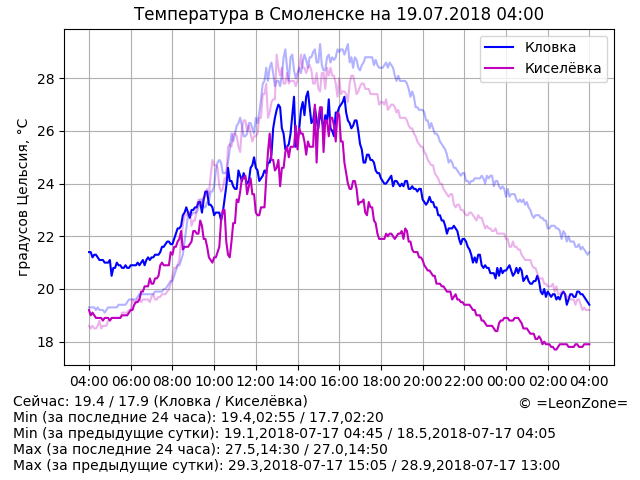 Температура в Смоленске на 19.07.2018 04:00
Кловка
Киселёвка
градусов Цельсия, °C
28
26
24
22
20
18
04:00 06:00 08:00 10:00 12:00 14:00 16:00 18:00 20:00 22:00 00:00 02:00 04:00
Сейчас: 19.4 / 17.9 (Кловка / Киселёвка)
© =LeonZone=
Min (за последние 24 часа): 19.4,02:55 / 17.7,02:20
Min (за предыдущие сутки): 19.1,2018-07-17 04:45 / 18.5,2018-07-17 04:05
Max (за последние 24 часа): 27.5,14:30 / 27.0,14:50
Max (за предыдущие сутки): 29.3,2018-07-17 15:05 / 28.9,2018-07-17 13:00